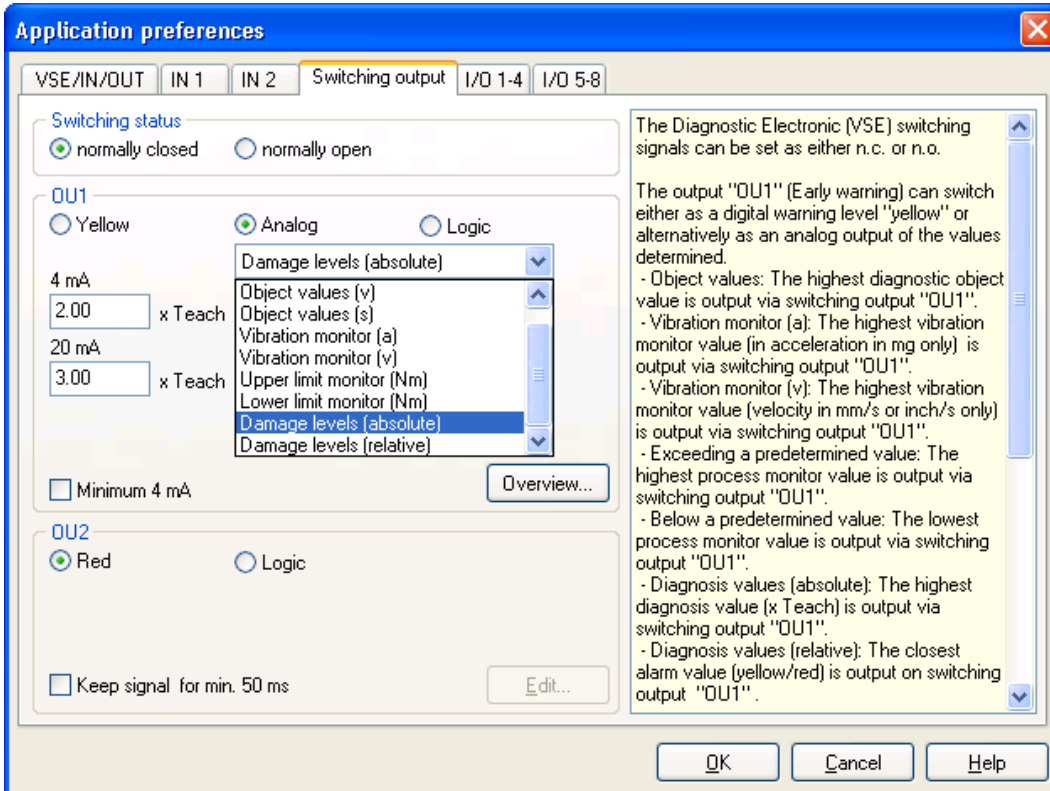 Application preferences
VSE/IN/OUT
IN 1
IN 2
Switching output
I/O 1-4
I/O 5-8
Switching status
normally closed
normally open
OU1
Yellow
Analog
Logic
Damage levels (absolute)
4 mA
2.00
x Teach
20 mA
3.00
x Teach
Object values (v)
Object values (s)
Vibration monitor (a)
Vibration monitor (v)
Upper limit monitor (Nm)
Lower limit monitor (Nm)
Damage levels (absolute)
Damage levels (relative)
Minimum 4 mA
Overview...
OU2
Red
Logic
Keep signal for min. 50 ms
Edit...
The Diagnostic Electronic (VSE) switching
signals can be set as either n.c. or n.o.
The output "OU1" (Early warning) can switch
either as a digital warning level "yellow" or
alternatively as an analog output of the values
determined.
- Object values: The highest diagnostic object
value is output via switching output "OU1".
- Vibration monitor (a): The highest vibration
monitor value (in acceleration in mg only) is
output via switching output "OU1".
- Vibration monitor (v): The highest vibration
monitor value (velocity in mm/s or inch/s only)
is output via switching output "OU1".
- Exceeding a predetermined value: The
highest process monitor value is output via
switching output "OU1".
- Below a predetermined value: The lowest
process monitor value is output via switching
output "OU1".
- Diagnosis values (absolute): The highest
diagnosis value (x Teach) is output via
switching output "OU1".
- Diagnosis values (relative): The closest
alarm value (yellow/red) is output on switching
output "OU1" .
OK
Cancel
Help